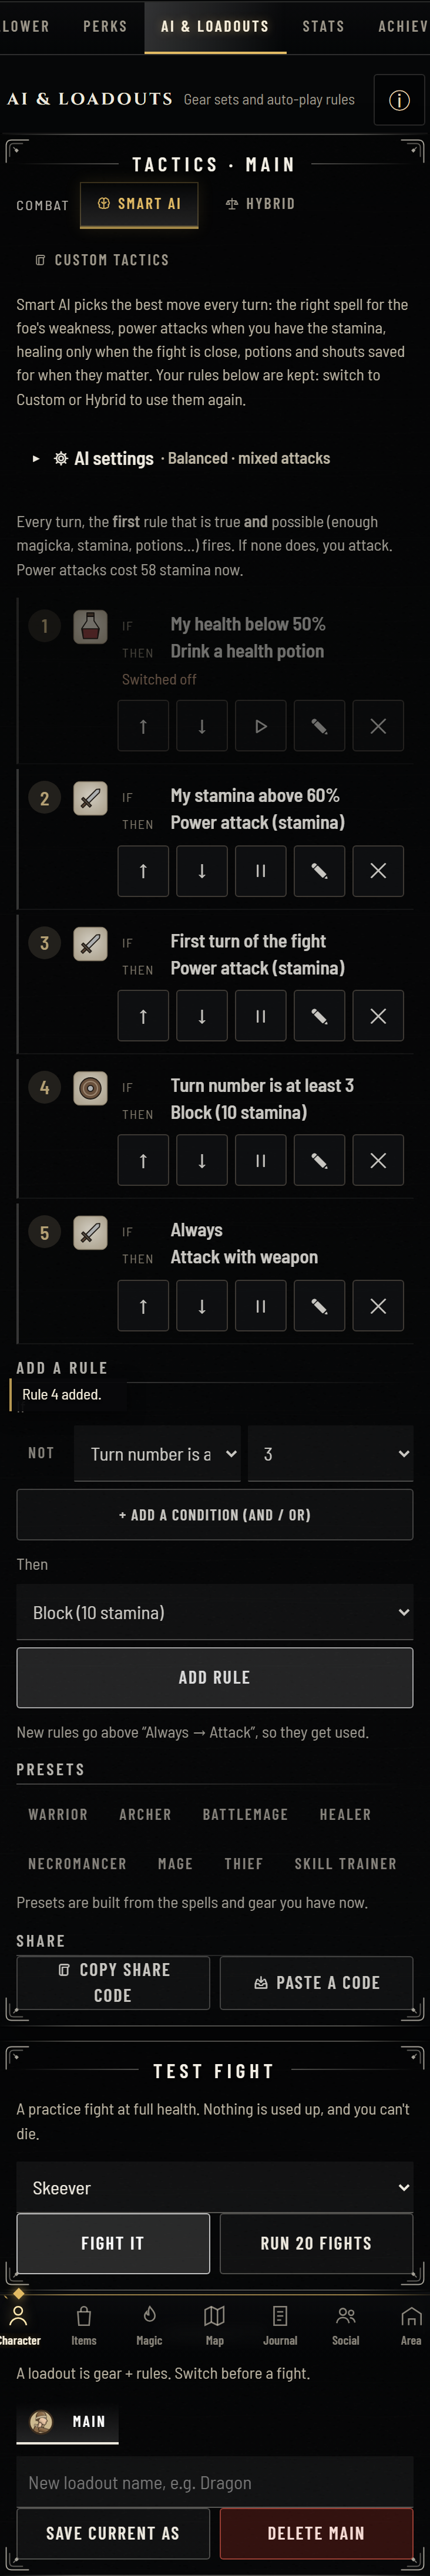 LLOWER PERKS AI & LOADOUTS STATS ACHIEV
AI & LOADOUTS Gear sets and auto-play rules
TACTICS · MAIN
COMBAT SMART AI HYBRID
CUSTOM TACTICS
Smart AI picks the best move every turn: the right spell for the
foe's weakness, power attacks when you have the stamina,
healing only when the fight is close, potions and shouts saved
for when they matter. Your rules below are kept: switch to
Custom or Hybrid to use them again.
AI settings · Balanced · mixed attacks
Every turn, the first rule that is true and possible (enough
magicka, stamina, potions...) fires. If none does, you attack.
Power attacks cost 58 stamina now.
1 IF My health below 50%
THEN Drink a health potion
Switched off
2 IF My stamina above 60%
THEN Power attack (stamina)
3 IF First turn of the fight
THEN Power attack (stamina)
4 IF Turn number is at least 3
THEN Block (10 stamina)
5 IF Always
THEN Attack with weapon
ADD A RULE
Rule 4 added.
NOT Turn number is a 3
+ ADD A CONDITION (AND / OR)
Then
Block (10 stamina)
ADD RULE
New rules go above “Always → Attack”, so they get used.
PRESETS
WARRIOR ARCHER BATTLEMAGE HEALER
NECROMANCER MAGE THIEF SKILL TRAINER
Presets are built from the spells and gear you have now.
SHARE
COPY SHARE CODE
PASTE A CODE
TEST FIGHT
A practice fight at full health. Nothing is used up, and you can't
die.
Skeever
FIGHT IT RUN 20 FIGHTS
Character Items Magic Map Journal Social Area
A loadout is gear + rules. Switch before a fight.
MAIN
New loadout name, e.g. Dragon
SAVE CURRENT AS DELETE MAIN